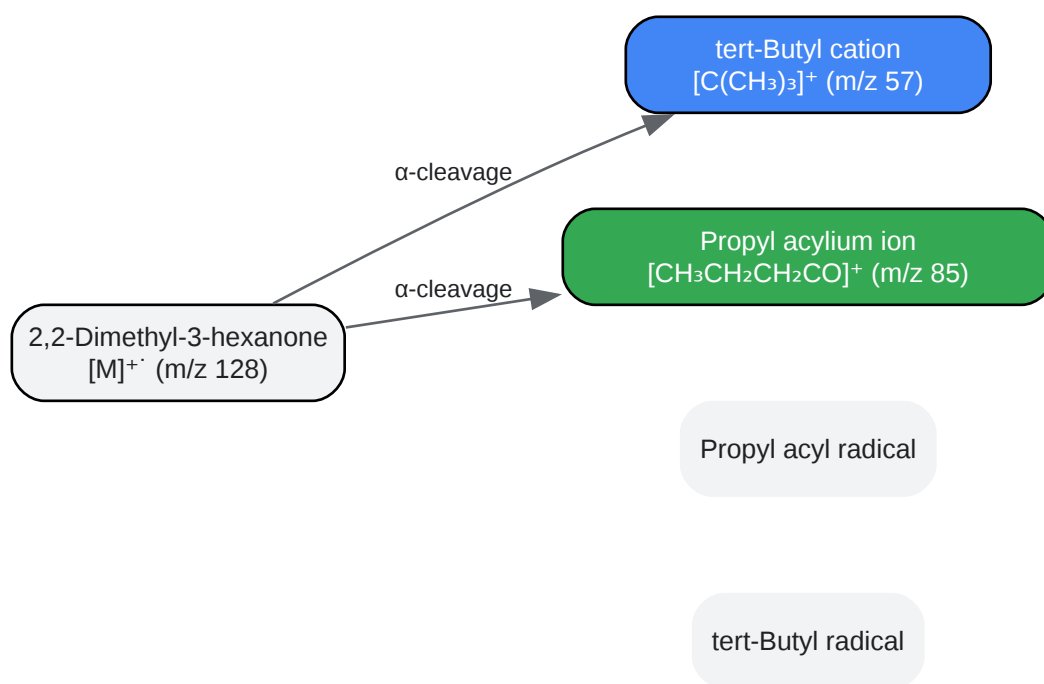 tert-Butyl cation
[C(CH₃)₃]⁺ (m/z 57)
α-cleavage
Propyl acylium ion
[CH₃CH₂CH₂CO]⁺ (m/z 85)
α-cleavage
2,2-Dimethyl-3-hexanone
[M]⁺˙ (m/z 128)
Propyl acyl radical
tert-Butyl radical